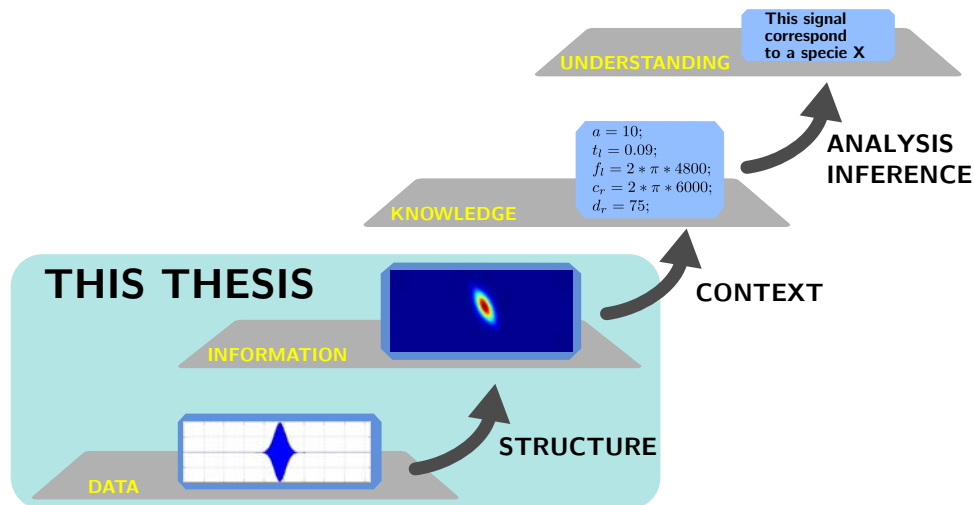 This signal
correspond
to a specie X
UNDERSTANDING
ANALYSIS
INFERENCE
a = 10;
t_l = 0.09;
f_l = 2 * π * 4800;
c_r = 2 * π * 6000;
d_r = 75;
KNOWLEDGE
CONTEXT
THIS THESIS
INFORMATION
STRUCTURE
DATA